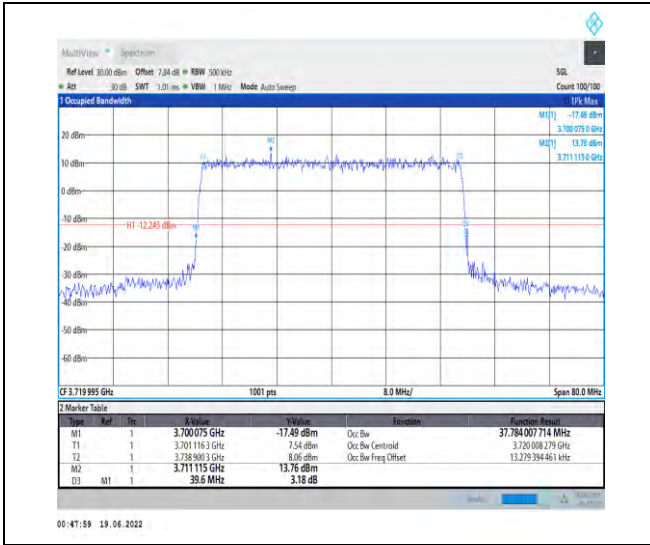 MultiView Spectrum
Ref Level 30.00 dBm Offset 7.84 dB RBW 500 kHz SGL
Att 30 dB SWT 1.01 ms VBW 1 MHz Mode Auto Sweep Count 100/100
1 Occupied Bandwidth 1Pk Max
M1[1] -17.49 dBm
3.700 075 0 GHz
M2[1] 13.76 dBm
3.711 115 0 GHz
20 dBm
M2
T1 T2
10 dBm
0 dBm
-10 dBm
H1 -12.243 dBm
M1
-20 dBm
-30 dBm
-40 dBm
-50 dBm
-60 dBm
CF 3.719 995 GHz 1001 pts 8.0 MHz/ Span 80.0 MHz
2 Marker Table
Type Ref Trc X-Value Y-Value Function Function Result
M1 1 3.700 075 GHz -17.49 dBm Occ Bw 37.784 007 714 MHz
T1 1 3.701 116 3 GHz 7.54 dBm Occ Bw Centroid 3.720 008 279 GHz
T2 1 3.738 900 3 GHz 8.06 dBm Occ Bw Freq Offset 13.279 394 461 kHz
M2 1 3.711 115 GHz 13.76 dBm
D3 M1 1 39.6 MHz 3.18 dB
00:47:59 19.06.2022